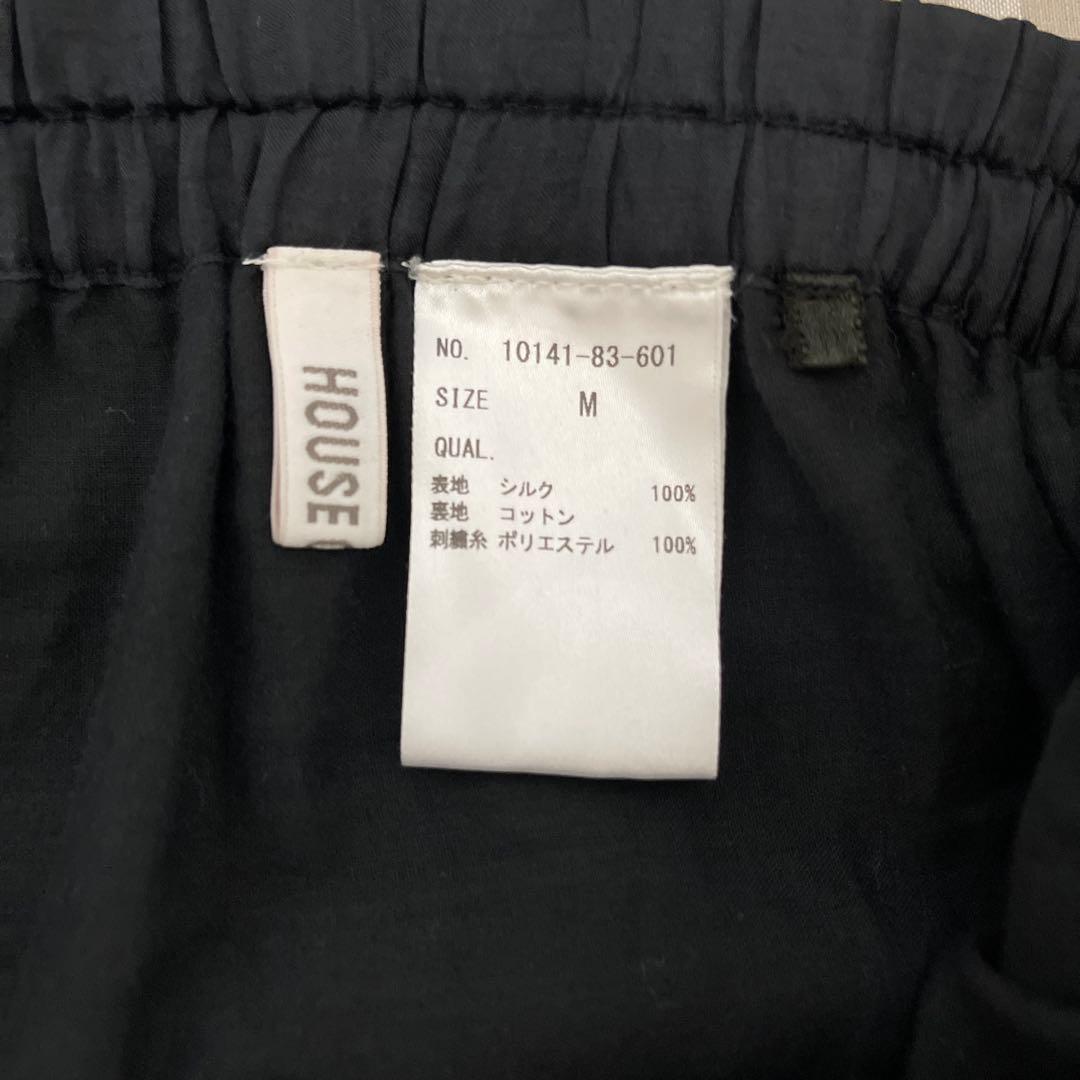 HOUSE
NO. 10141-83-601
SIZE M
QUAL.
表地 シルク 100%
裏地 コットン
刺繍糸 ポリエステル 100%